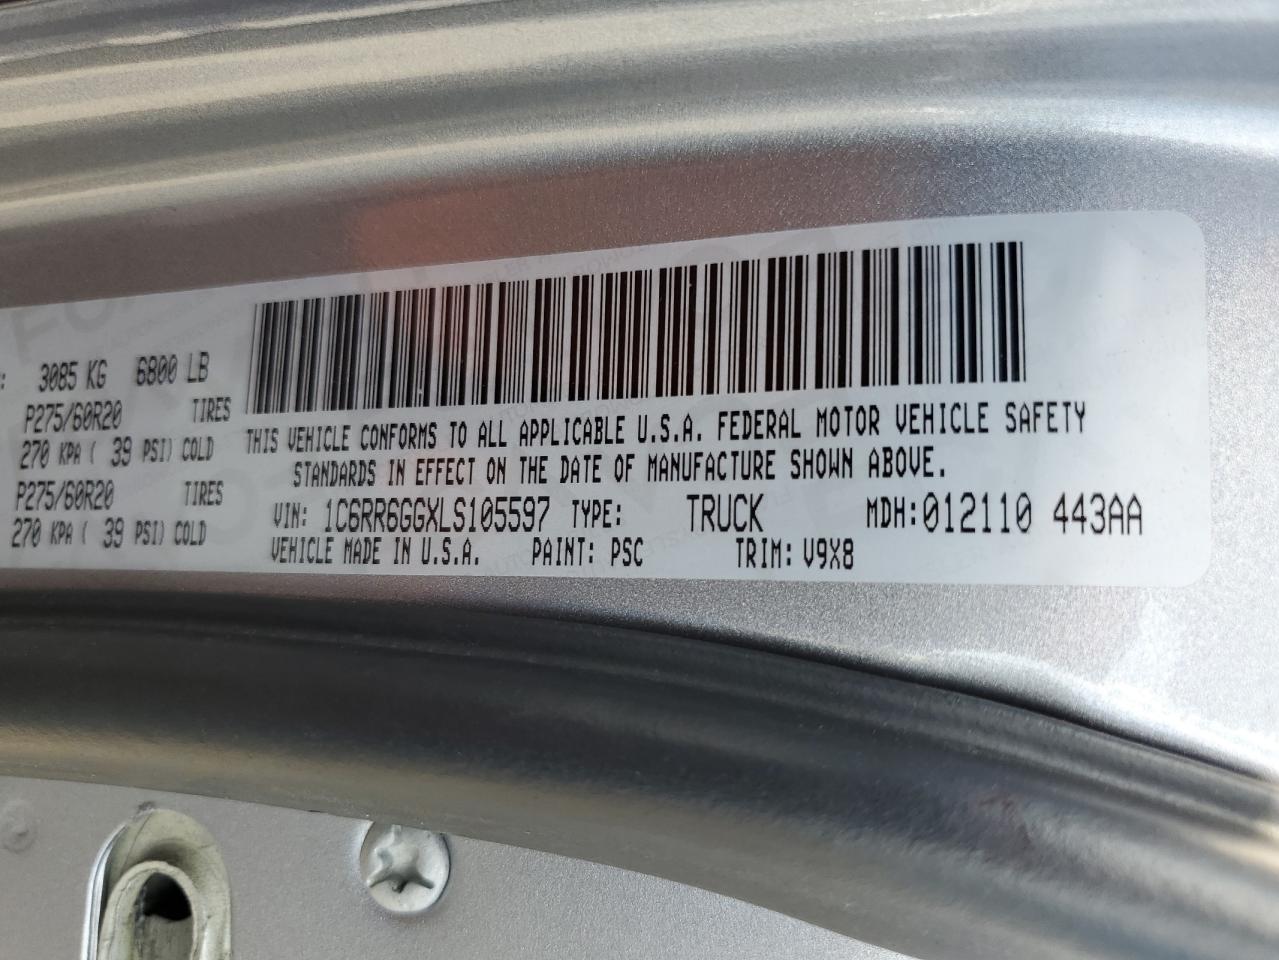 : 3085 KG 6800 LB
P275/60R20 TIRES
270 KPA ( 39 PSI) COLD
P275/60R20 TIRES
270 KPA ( 39 PSI) COLD
THIS VEHICLE CONFORMS TO ALL APPLICABLE U.S.A. FEDERAL MOTOR VEHICLE SAFETY
STANDARDS IN EFFECT ON THE DATE OF MANUFACTURE SHOWN ABOVE.
VIN: 1C6RR6GGXLS105597 TYPE: TRUCK MDH:012110 443AA
VEHICLE MADE IN U.S.A. PAINT: PSC TRIM: V9X8